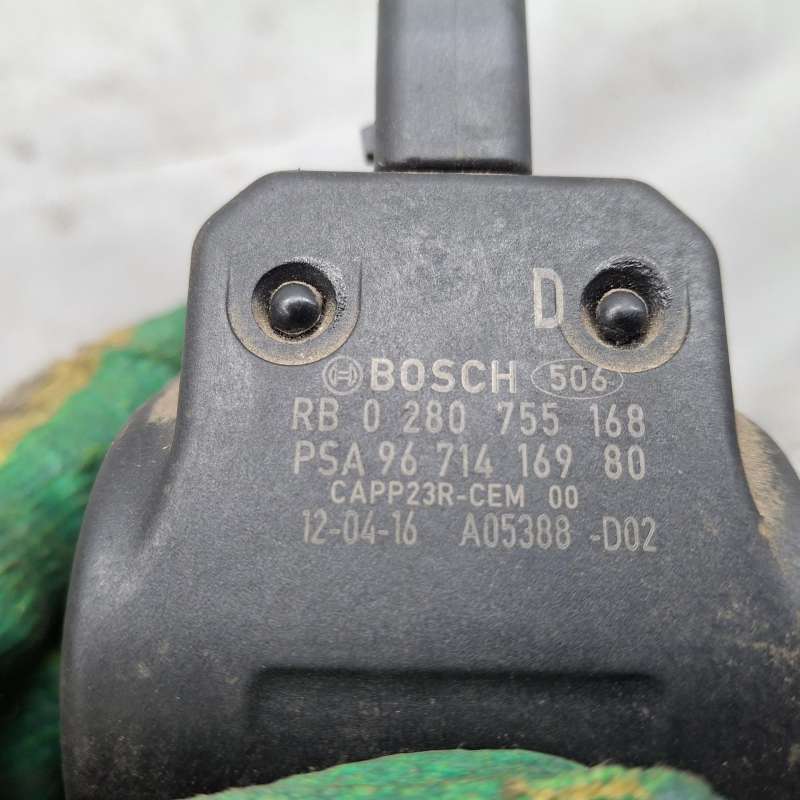 D
BOSCH 506
RB 0 280 755 168
PSA 96 714 169 80
CAPP23R-CEM 00
12-04-16 A05388 -D02